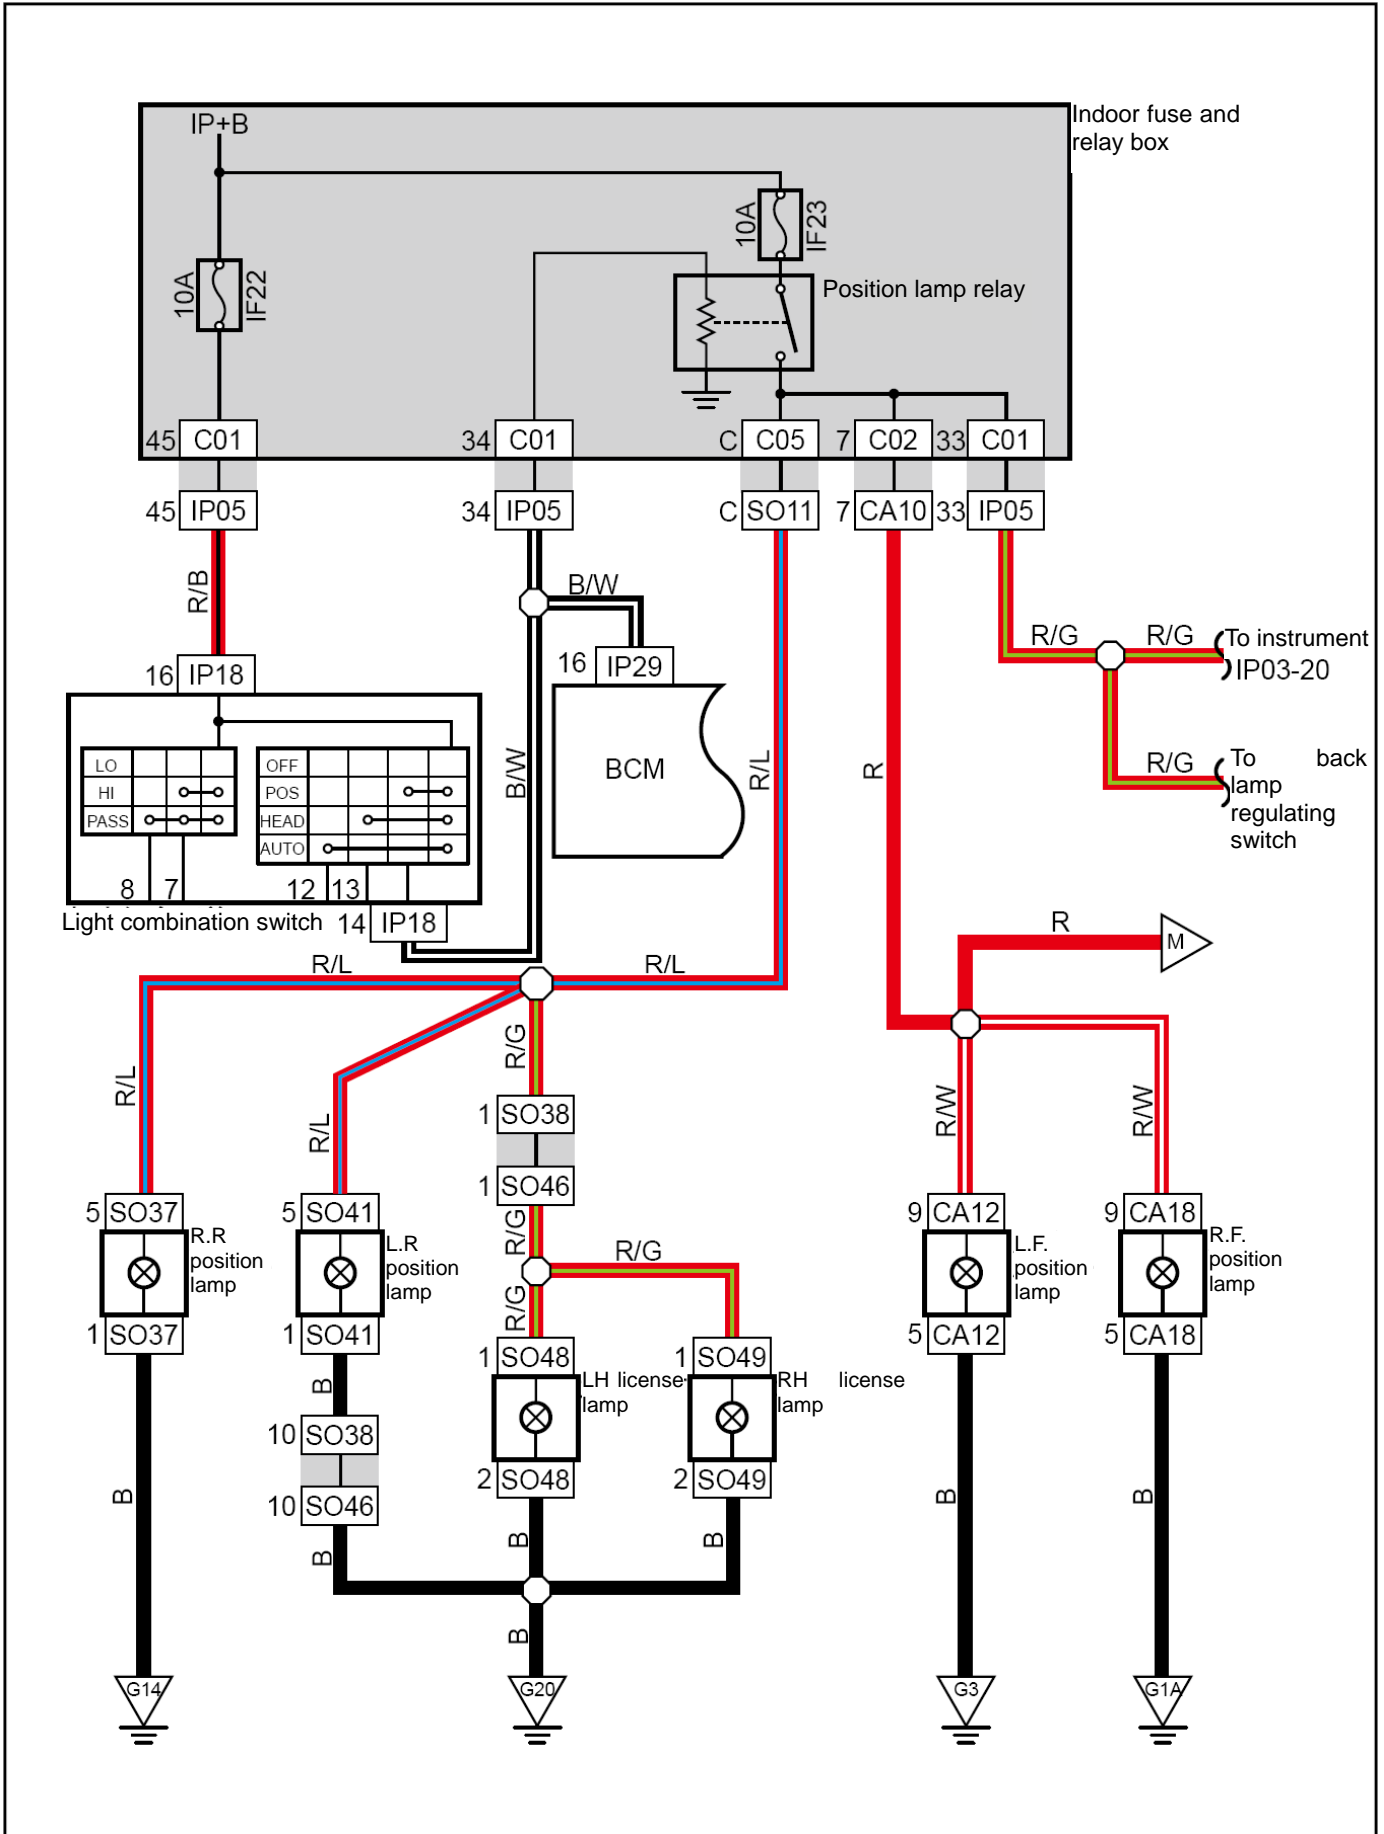 IP+B
Indoor fuse and
relay box
10A
IF23
10A
IF22
Position lamp relay
45 C01
34 C01
C C05
7 C02
33 C01
45 IP05
34 IP05
C SO11
7 CA10
33 IP05
R/B
B/W
16 IP18
16 IP29
BCM
B/W
R/L
R
R/G
R/G
To instrument
IP03-20
R/G
To back
lamp
regulating
switch
LO
HI
PASS
OFF
POS
HEAD
AUTO
8
7
12
13
Light combination switch
14 IP18
R/L
R/L
R
M
R/L
R/L
R/G
R/W
R/W
1 SO38
1 SO46
R/G
R/G
R/G
5 SO37
R.R
position
lamp
1 SO37
5 SO41
L.R
position
lamp
1 SO41
9 CA12
L.F.
position
lamp
5 CA12
9 CA18
R.F.
position
lamp
5 CA18
1 SO48
LH license
lamp
2 SO48
1 SO49
RH license
lamp
2 SO49
B
10 SO38
10 SO46
B
B
B
B
B
B
B
G14
G20
G3
G1A